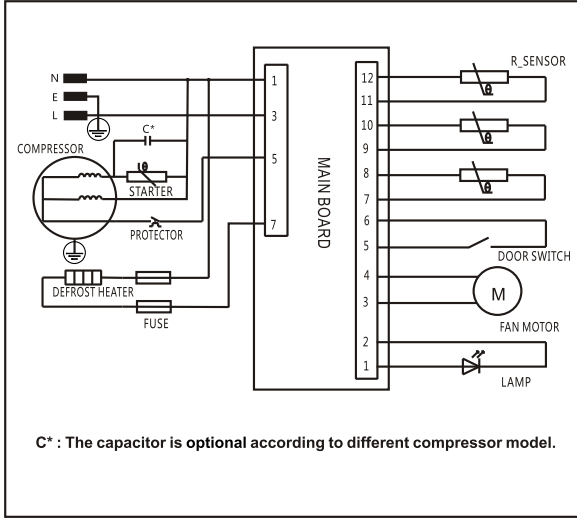 N
E
L
C*
COMPRESSOR
θ
STARTER
PROTECTOR
DEFROST HEATER
FUSE
1
3
5
7
MAIN BOARD
12
11
10
9
8
7
6
5
4
3
2
1
R_SENSOR
θ
θ
θ
DOOR SWITCH
M
FAN MOTOR
LAMP
C* : The capacitor is optional according to different compressor model.